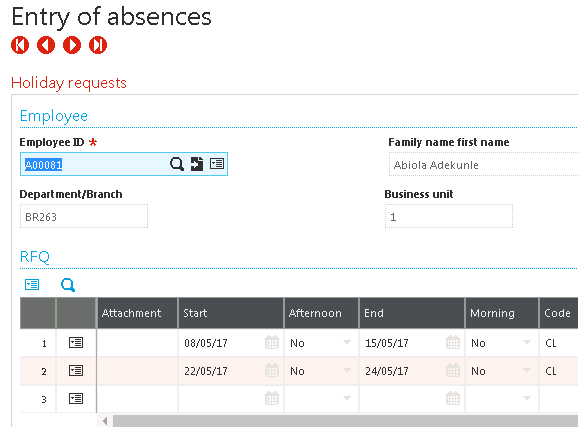 Entry of absences
Holiday requests
Employee
Employee ID * Family name first name
A00081 Abiola Adekunle
Department/Branch Business unit
BR263 1
RFQ
Attachment Start Afternoon End Morning Code
1 08/05/17 No 15/05/17 No CL
2 22/05/17 No 24/05/17 No CL
3